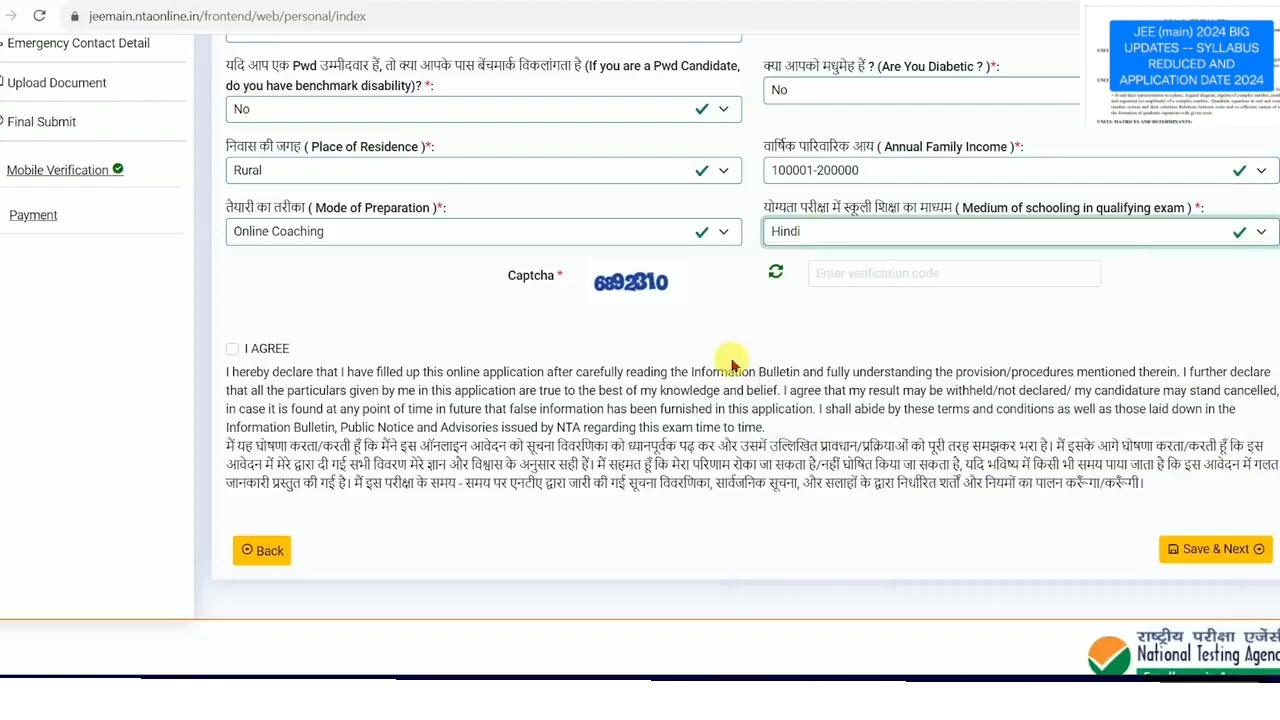 jeemain.ntaonline.in/frontend/web/personal/index
JEE (main) 2024 BIG
UPDATES -- SYLLABUS
REDUCED AND
APPLICATION DATE 2024
UNIT5: MATRICES AND DETERMINANTS:
Emergency Contact Detail
Upload Document
Final Submit
Mobile Verification
Payment
यदि आप एक Pwd उम्मीदवार हैं, तो क्या आपके पास बेंचमार्क विकलांगता है (If you are a Pwd Candidate,
do you have benchmark disability)? *:
No
क्या आपको मधुमेह हैं ? (Are You Diabetic ? )*:
No
निवास की जगह ( Place of Residence )*:
Rural
वार्षिक पारिवारिक आय ( Annual Family Income )*:
100001-200000
तैयारी का तरीका ( Mode of Preparation )*:
Online Coaching
योग्यता परीक्षा में स्कूली शिक्षा का माध्यम ( Medium of schooling in qualifying exam ) *:
Hindi
Captcha *
6892310
Enter verification code
I AGREE
I hereby declare that I have filled up this online application after carefully reading the Information Bulletin and fully understanding the provision/procedures mentioned therein. I further declare
that all the particulars given by me in this application are true to the best of my knowledge and belief. I agree that my result may be withheld/not declared/ my candidature may stand cancelled,
in case it is found at any point of time in future that false information has been furnished in this application. I shall abide by these terms and conditions as well as those laid down in the
Information Bulletin, Public Notice and Advisories issued by NTA regarding this exam time to time.
मैं यह घोषणा करता/करती हूँ कि मैंने इस ऑनलाइन आवेदन को सूचना विवरणिका को ध्यानपूर्वक पढ़ कर और उसमें उल्लिखित प्रावधान/प्रक्रियाओं को पूरी तरह समझकर भरा है। मैं इसके आगे घोषणा करता/करती हूँ कि इस
आवेदन में मेरे द्वारा दी गई सभी विवरण मेरे ज्ञान और विश्वास के अनुसार सही हैं। मैं सहमत हूँ कि मेरा परिणाम रोका जा सकता है/नहीं घोषित किया जा सकता है, यदि भविष्य में किसी भी समय पाया जाता है कि इस आवेदन में गलत
जानकारी प्रस्तुत की गई है। मैं इस परीक्षा के समय - समय पर एनटीए द्वारा जारी की गई सूचना विवरणिका, सार्वजनिक सूचना, और सलाहों के द्वारा निर्धारित शर्तों और नियमों का पालन करूँगा/करूँगी।
Back
Save & Next
राष्ट्रीय परीक्षा एजेंसी
National Testing Agenc